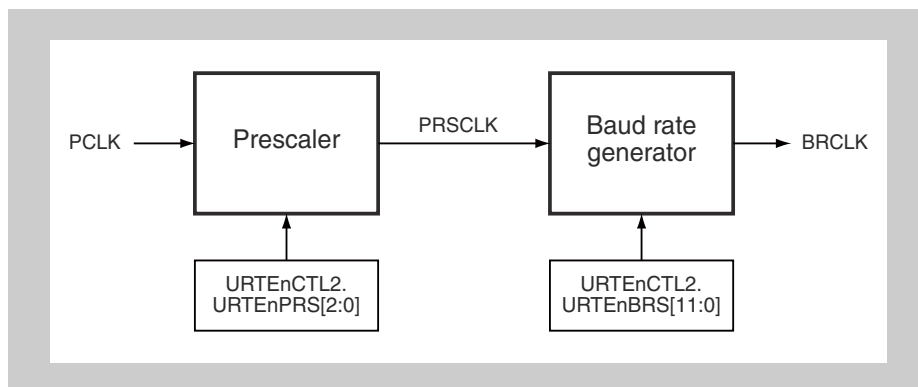 PCLK
Prescaler
PRSCLK
Baud rate
generator
BRCLK
URTEnCTL2.
URTEnPRS[2:0]
URTEnCTL2.
URTEnBRS[11:0]